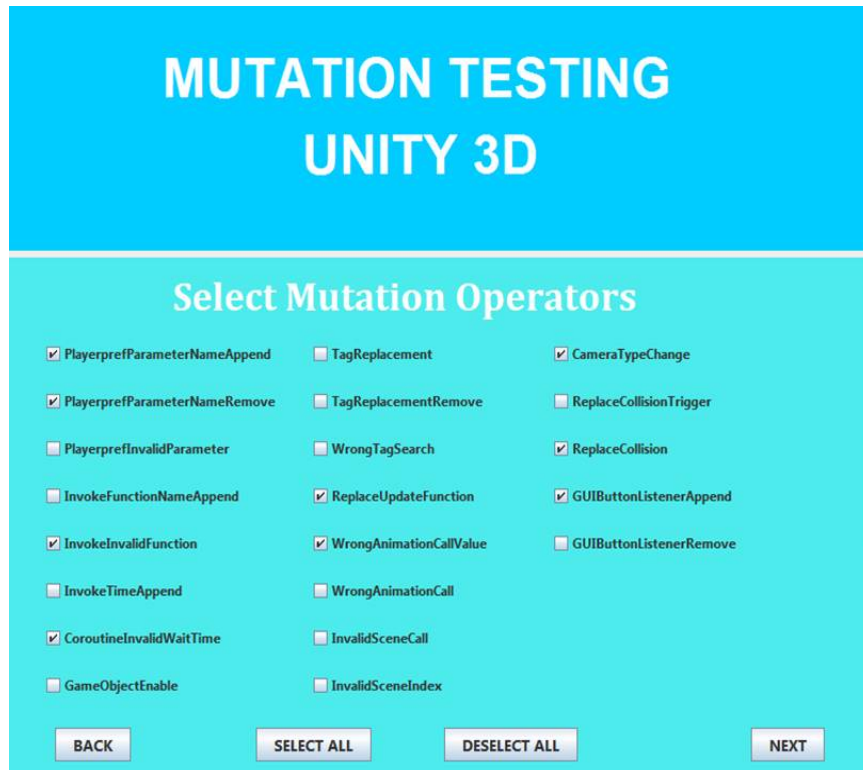 MUTATION TESTING
UNITY 3D
Select Mutation Operators
PlayerprefParameterNameAppend TagReplacement CameraTypeChange
PlayerprefParameterNameRemove TagReplacementRemove ReplaceCollisionTrigger
PlayerprefInvalidParameter WrongTagSearch ReplaceCollision
InvokeFunctionNameAppend ReplaceUpdateFunction GUIButtonListenerAppend
InvokeInvalidFunction WrongAnimationCallValue GUIButtonListenerRemove
InvokeTimeAppend WrongAnimationCall
CoroutineInvalidWaitTime InvalidSceneCall
GameObjectEnable InvalidSceneIndex
BACK SELECT ALL DESELECT ALL NEXT